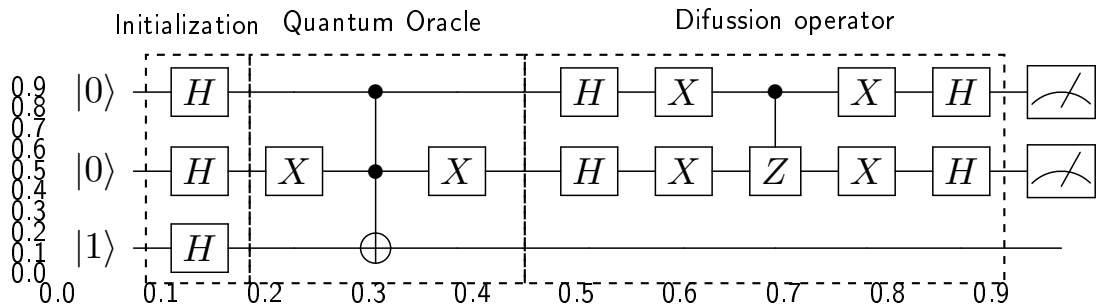 Initialization Quantum Oracle Difussion operator
0.9 |0⟩ H H X X H
0.8
0.7
0.6
0.5 |0⟩ H X X H X Z X H
0.4
0.3
0.2
0.1 |1⟩ H
0.0
0.0 0.1 0.2 0.3 0.4 0.5 0.6 0.7 0.8 0.9